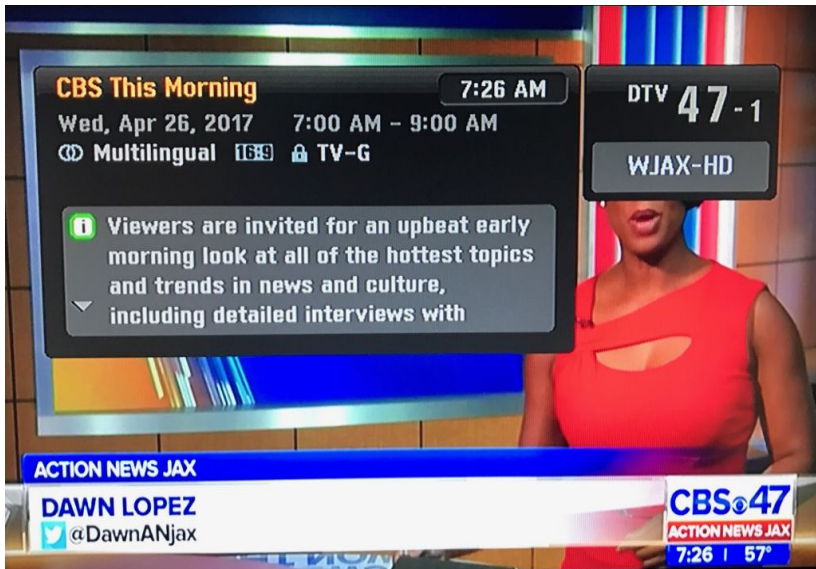 CBS This Morning
7:26 AM
Wed, Apr 26, 2017 7:00 AM – 9:00 AM
Multilingual 16:9 TV-G
DTV 47-1
WJAX-HD
i Viewers are invited for an upbeat early
morning look at all of the hottest topics
and trends in news and culture,
including detailed interviews with
ACTION NEWS JAX
DAWN LOPEZ
@DawnANjax
CBS 47
ACTION NEWS JAX
7:26 | 57°